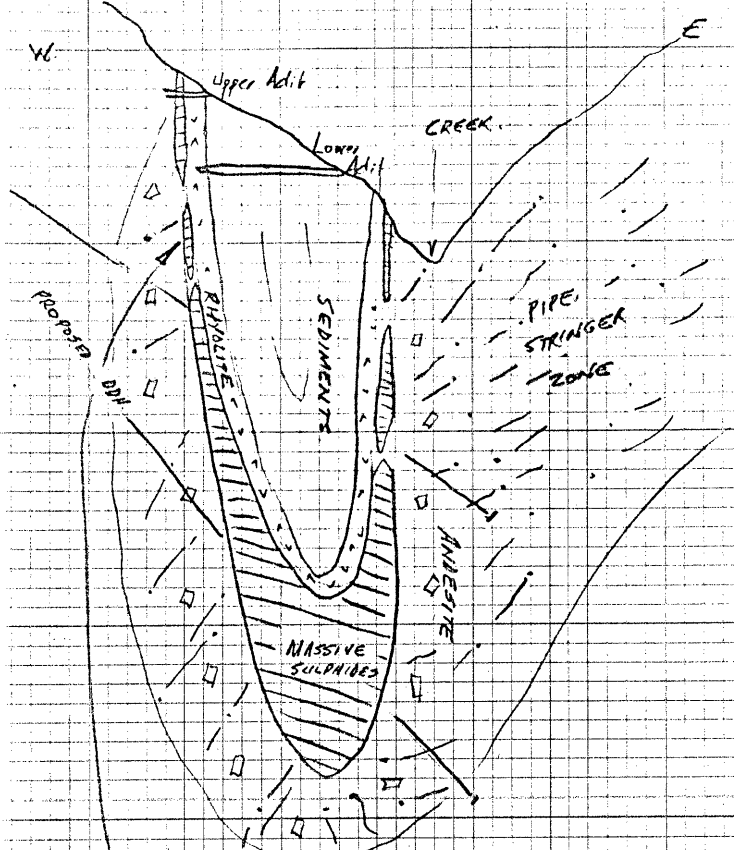 W.
E
Upper Adit
CREEK.
Lower
Adit
PROPOSED
DDH
RHYOLITE
SEDIMENTS
PIPE,
STRINGER
ZONE
ANDESITE
MASSIVE
SULPHIDES